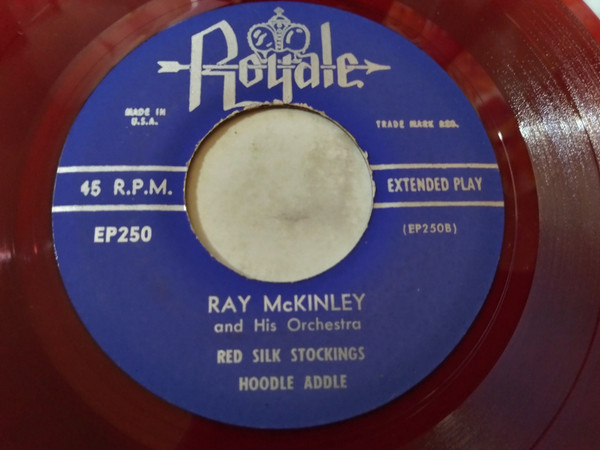 Royale
MADE IN
U.S.A.
TRADE MARK REG.
45 R.P.M.
EXTENDED PLAY
EP250
(EP250B)
RAY McKINLEY
and His Orchestra
RED SILK STOCKINGS
HOODLE ADDLE